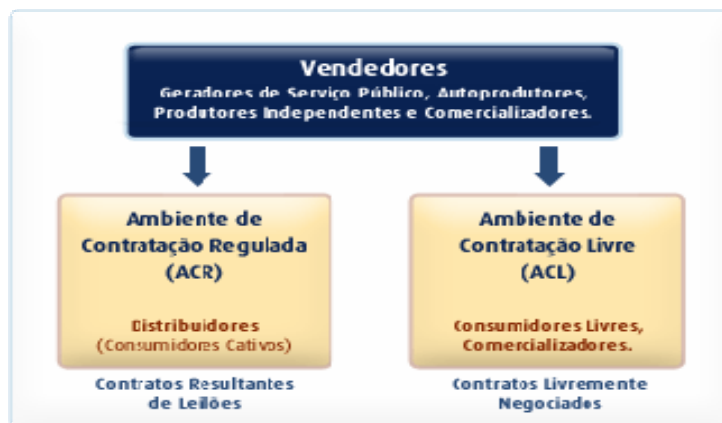 Vendedores
Geradores de Serviço Público, Autoprodutores,
Produtores Independentes e Comercializadores.
Ambiente de
Contratação Regulada
(ACR)
Distribuidores
(Consumidores Cativos)
Contratos Resultantes
de Leilões
Ambiente de
Contratação Livre
(ACL)
Consumidores Livres,
Comercializadores.
Contratos Livremente
Negociados